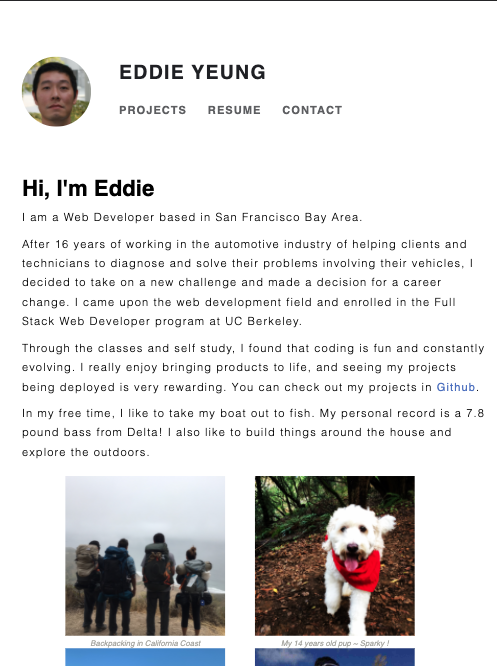 EDDIE YEUNG
PROJECTS RESUME CONTACT
Hi, I'm Eddie
I am a Web Developer based in San Francisco Bay Area.
After 16 years of working in the automotive industry of helping clients and
technicians to diagnose and solve their problems involving their vehicles, I
decided to take on a new challenge and made a decision for a career
change. I came upon the web development field and enrolled in the Full
Stack Web Developer program at UC Berkeley.
Through the classes and self study, I found that coding is fun and constantly
evolving. I really enjoy bringing products to life, and seeing my projects
being deployed is very rewarding. You can check out my projects in Github.
In my free time, I like to take my boat out to fish. My personal record is a 7.8
pound bass from Delta! I also like to build things around the house and
explore the outdoors.
Backpacking in California Coast
My 14 years old pup ~ Sparky !